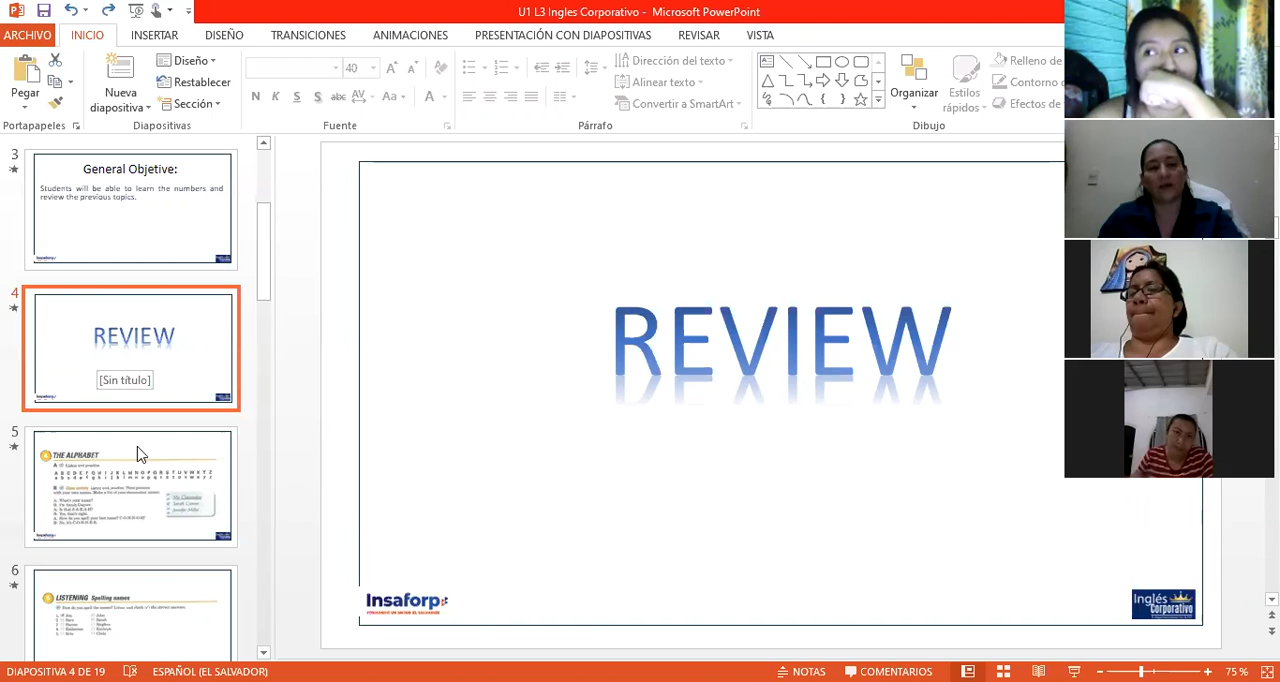 U1 L3 Ingles Corporativo - Microsoft PowerPoint
ARCHIVO INICIO INSERTAR DISEÑO TRANSICIONES ANIMACIONES PRESENTACIÓN CON DIAPOSITIVAS REVISAR VISTA
Pegar
Portapapeles
Nueva
diapositiva
Diseño
Restablecer
Sección
Diapositivas
40
N K S S abc AV Aa A
Fuente
Dirección del texto
Alinear texto
Convertir a SmartArt
Párrafo
Organizar
Estilos
rápidos
Relleno de
Contorno
Efectos de
Dibujo
3
General Objetive:
Students will be able to learn the numbers and
review the previous topics.
4
REVIEW
[Sin título]
5
THE ALPHABET
6
LISTENING Spelling names
REVIEW
Insaforp
Inglés
Corporativo
DIAPOSITIVA 4 DE 19 ESPAÑOL (EL SALVADOR) NOTAS COMENTARIOS 75 %